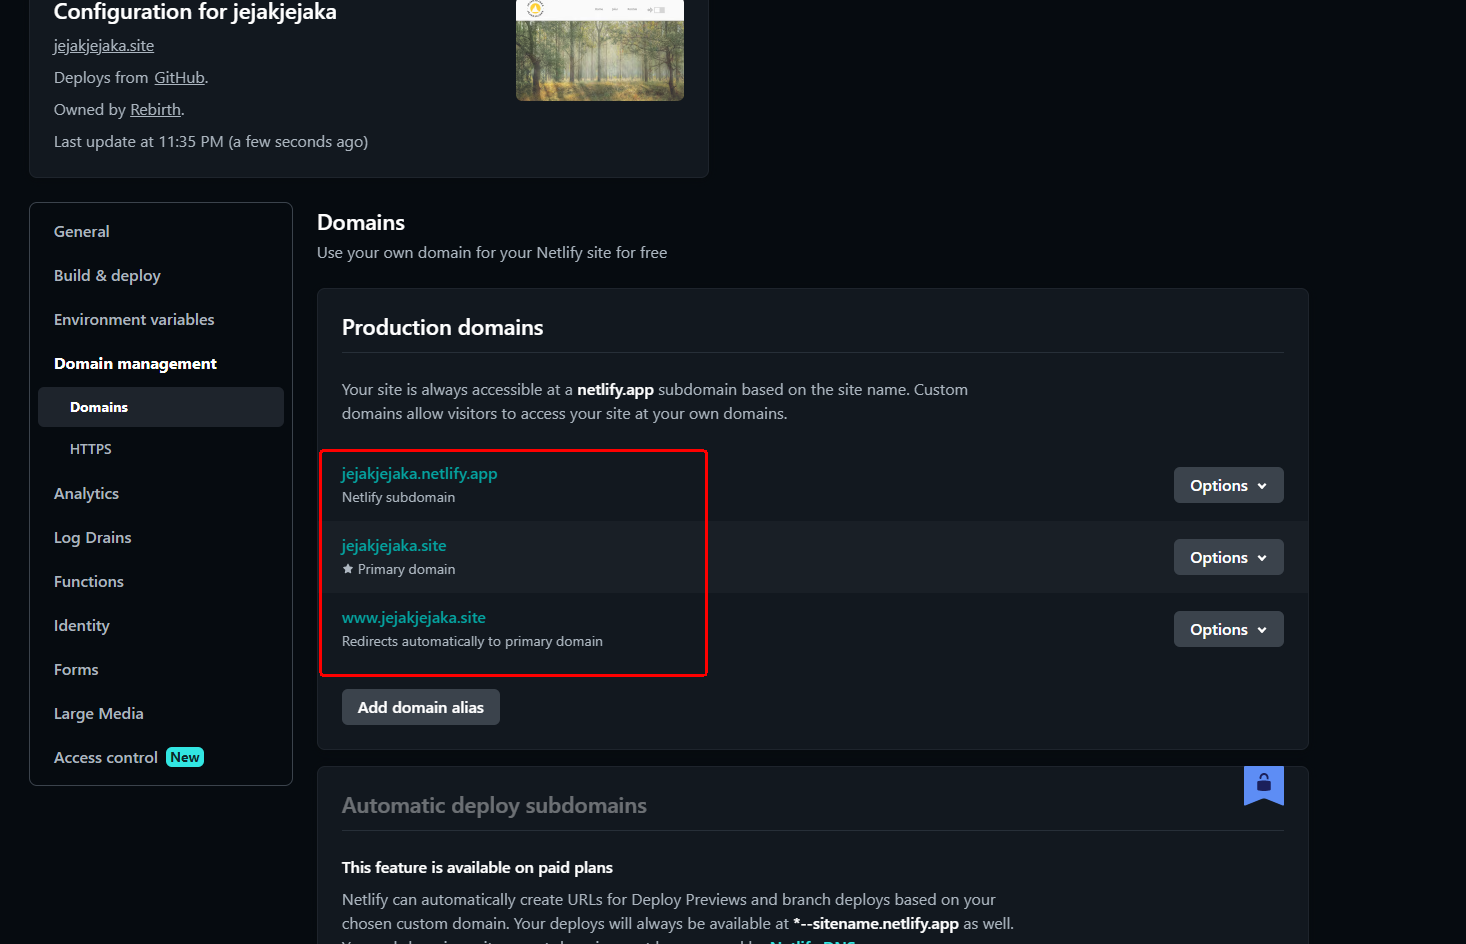 Configuration for jejakjejaka
jejakjejaka.site
Deploys from GitHub.
Owned by Rebirth.
Last update at 11:35 PM (a few seconds ago)
General
Build & deploy
Environment variables
Domain management
Domains
HTTPS
Analytics
Log Drains
Functions
Identity
Forms
Large Media
Access control New
Domains
Use your own domain for your Netlify site for free
Production domains
Your site is always accessible at a netlify.app subdomain based on the site name. Custom
domains allow visitors to access your site at your own domains.
jejakjejaka.netlify.app
Netlify subdomain
Options
jejakjejaka.site
Primary domain
Options
www.jejakjejaka.site
Redirects automatically to primary domain
Options
Add domain alias
Automatic deploy subdomains
This feature is available on paid plans
Netlify can automatically create URLs for Deploy Previews and branch deploys based on your
chosen custom domain. Your deploys will always be available at *--sitename.netlify.app as well.